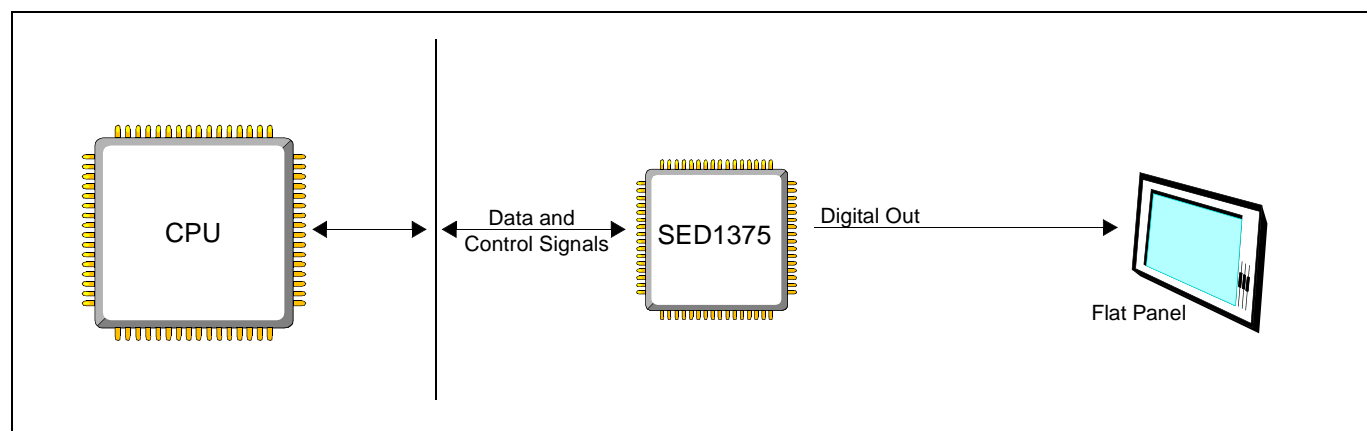 CPU
Data and
Control Signals
SED1375
Digital Out
Flat Panel